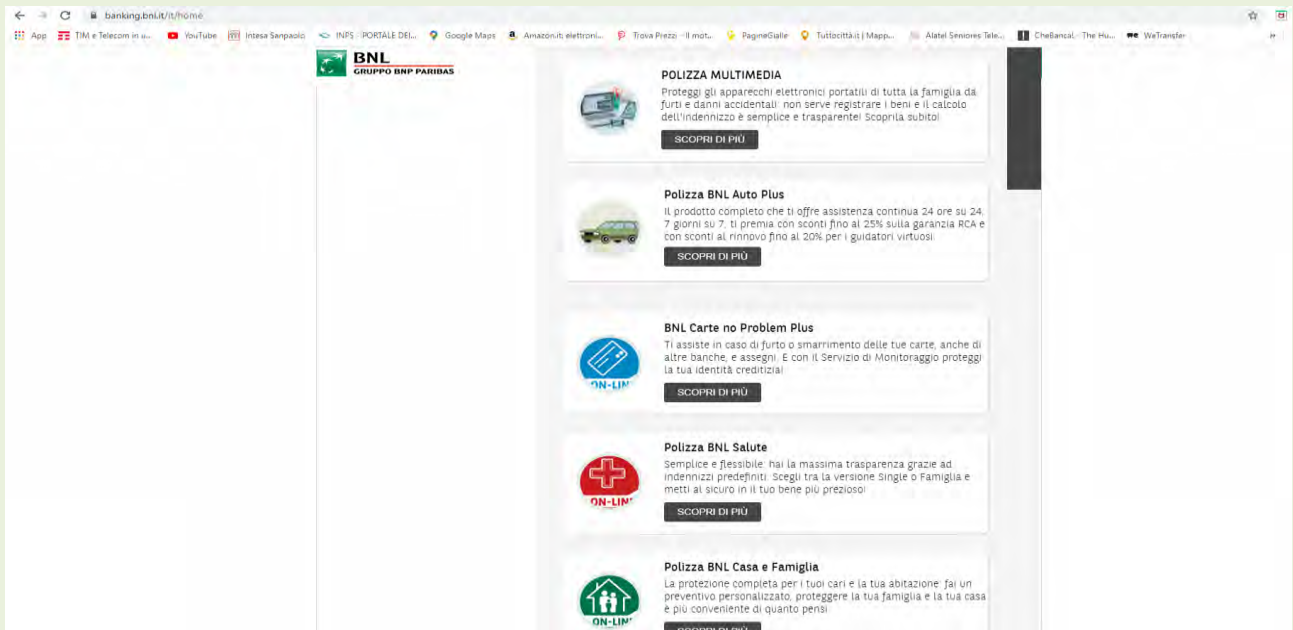 banking.bnl.it/it/home
App TIM e Telecom in u... YouTube Intesa Sanpaolo INPS - PORTALE DEI... Google Maps Amazon.it: elettroni... Trova Prezzi - Il mot... PagineGialle Tuttocittà.it | Mapp... Alatel Seniores Tele... CheBanca!, - The Hu... WeTransfer »
BNL
GRUPPO BNP PARIBAS
POLIZZA MULTIMEDIA
Proteggi gli apparecchi elettronici portatili di tutta la famiglia da
furti e danni accidentali: non serve registrare i beni e il calcolo
dell'indennizzo è semplice e trasparente! Scoprila subito!
SCOPRI DI PIÙ
Polizza BNL Auto Plus
Il prodotto completo che ti offre assistenza continua 24 ore su 24,
7 giorni su 7, ti premia con sconti fino al 25% sulla garanzia RCA e
con sconti al rinnovo fino al 20% per i guidatori virtuosi.
SCOPRI DI PIÙ
BNL Carte no Problem Plus
Ti assiste in caso di furto o smarrimento delle tue carte, anche di
altre banche, e assegni. E con il Servizio di Monitoraggio proteggi
la tua identità creditizia!
ON-LIN
SCOPRI DI PIÙ
Polizza BNL Salute
Semplice e flessibile: hai la massima trasparenza grazie ad
indennizzi predefiniti. Scegli tra la versione Single o Famiglia e
metti al sicuro in il tuo bene più prezioso!
ON-LIN
SCOPRI DI PIÙ
Polizza BNL Casa e Famiglia
La protezione completa per i tuoi cari e la tua abitazione: fai un
preventivo personalizzato, proteggere la tua famiglia e la tua casa
è più conveniente di quanto pensi.
ON-LIN
SCOPRI DI PIÙ